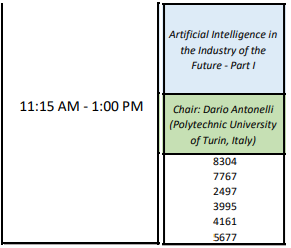 11:15 AM - 1:00 PM
Artificial Intelligence in
the Industry of the
Future - Part I
Chair: Dario Antonelli
(Polytechnic University
of Turin, Italy)
8304
7767
2497
3995
4161
5677